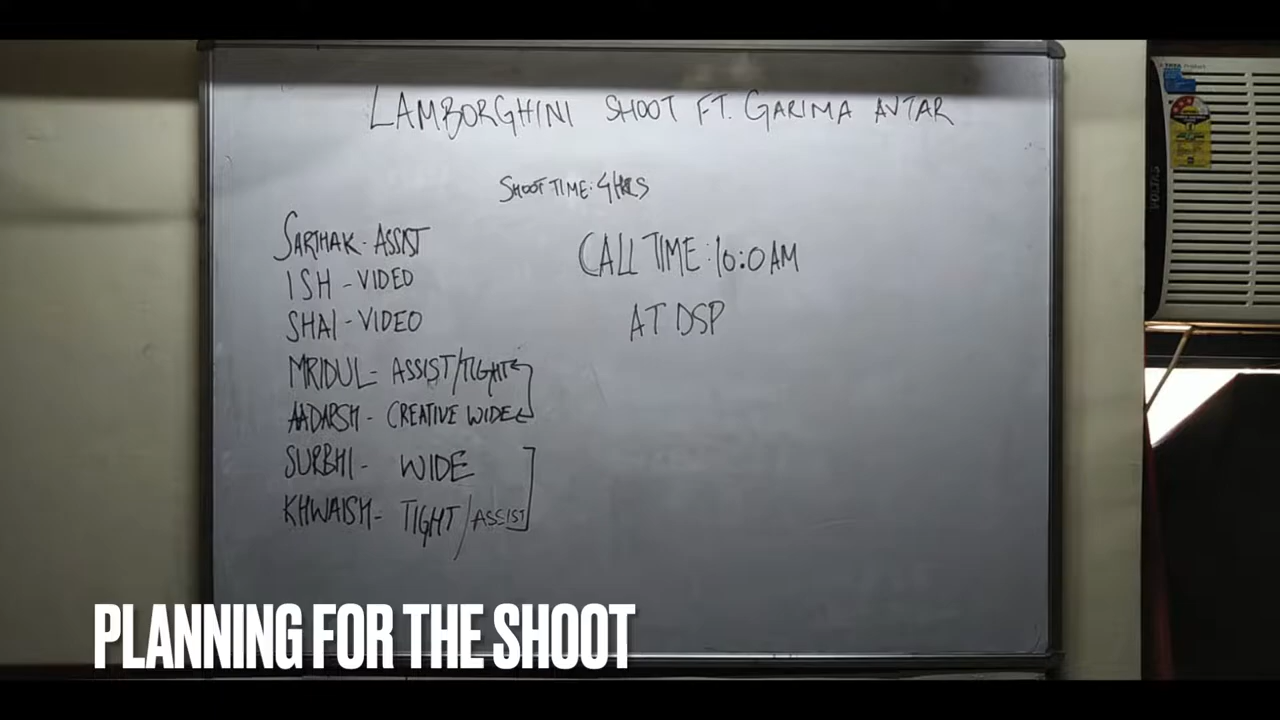 LAMBORGHINI SHOOT FT. GARIMA AVTAR
SHOOT TIME: 4HRS
SARTHAK - ASSIST
ISH - VIDEO
SHAI - VIDEO
MRIDUL - ASSIST/TIGHT
AADARSH - CREATIVE WIDE
SURBHI - WIDE
KHWAISH - TIGHT/ASSIST
CALL TIME: 10:0AM
AT DSP
VOLTAS
PLANNING FOR THE SHOOT